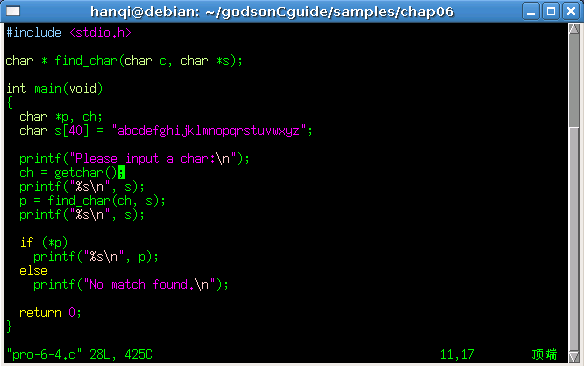 hanqi@debian: ~/godsonCguide/samples/chap06
#include <stdio.h>
char * find_char(char c, char *s);
int main(void)
{
char *p, ch;
char s[40] = "abcdefghijklmnopqrstuvwxyz";
printf("Please input a char:\n");
ch = getchar();
printf("%s\n", s);
p = find_char(ch, s);
printf("%s\n", s);
if (*p)
printf("%s\n", p);
else
printf("No match found.\n");
return 0;
}
"pro-6-4.c" 28L, 425C 11,17 顶端